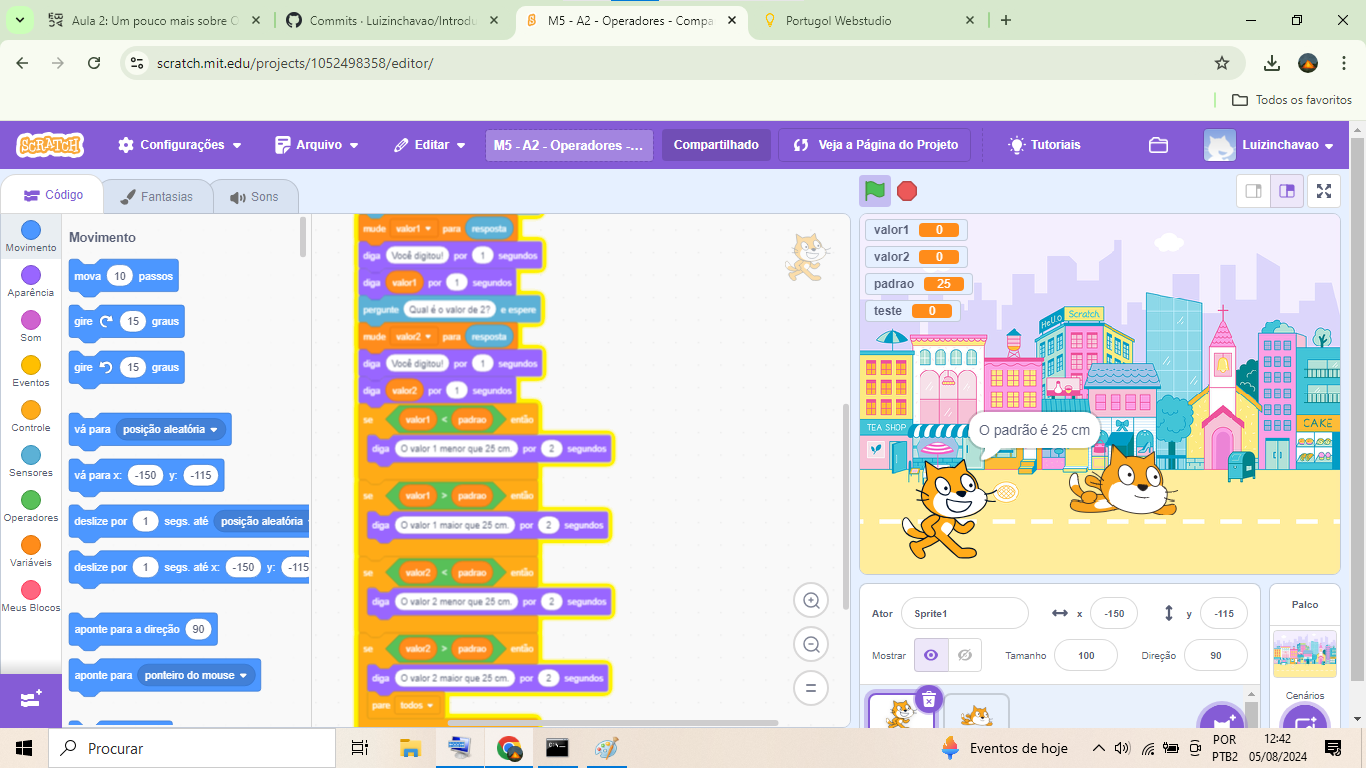 Aula 2: Um pouco mais sobre O
Commits · Luizinchavao/Introdu
M5 - A2 - Operadores - Compa
Portugol Webstudio
scratch.mit.edu/projects/1052498358/editor/
Todos os favoritos
SCRATCH
Configurações
Arquivo
Editar
M5 - A2 - Operadores -...
Compartilhado
Veja a Página do Projeto
Tutoriais
Luizinchavao
Código
Fantasias
Sons
Movimento
Aparência
Som
Eventos
Controle
Sensores
Operadores
Variáveis
Meus Blocos
Movimento
mova 10 passos
gire 15 graus
gire 15 graus
vá para posição aleatória
vá para x: -150 y: -115
deslize por 1 segs. até posição aleatória
deslize por 1 segs. até x: -150 y: -115
aponte para a direção 90
aponte para ponteiro do mouse
mude valor1 para resposta
diga Você digitou! por 1 segundos
diga valor1 por 1 segundos
pergunte Qual é o valor de 2? e espere
mude valor2 para resposta
diga Você digitou! por 1 segundos
diga valor2 por 1 segundos
se valor1 < padrao então
diga O valor 1 menor que 25 cm. por 2 segundos
se valor1 > padrao então
diga O valor 1 maior que 25 cm. por 2 segundos
se valor2 < padrao então
diga O valor 2 menor que 25 cm. por 2 segundos
se valor2 > padrao então
diga O valor 2 maior que 25 cm. por 2 segundos
pare todos
valor1 0
valor2 0
padrao 25
teste 0
Hello Scratch
TEA SHOP
CAKE
O padrão é 25 cm
Ator Sprite1 x -150 y -115
Mostrar Tamanho 100 Direção 90
Palco
Cenários
Procurar
Eventos de hoje
POR
PTB2
12:42
05/08/2024